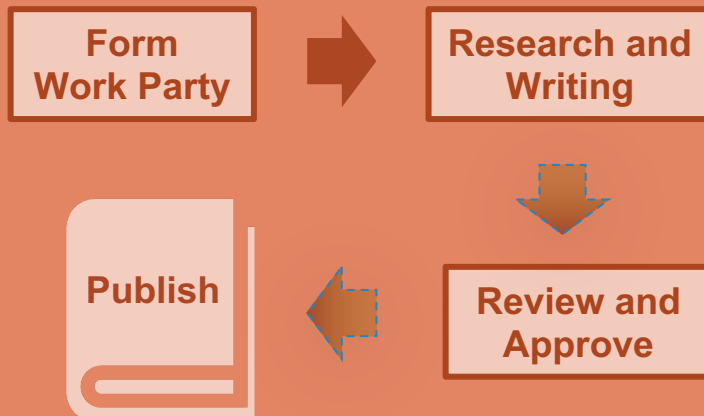 Form
Work Party
Research and
Writing
Review and
Approve
Publish